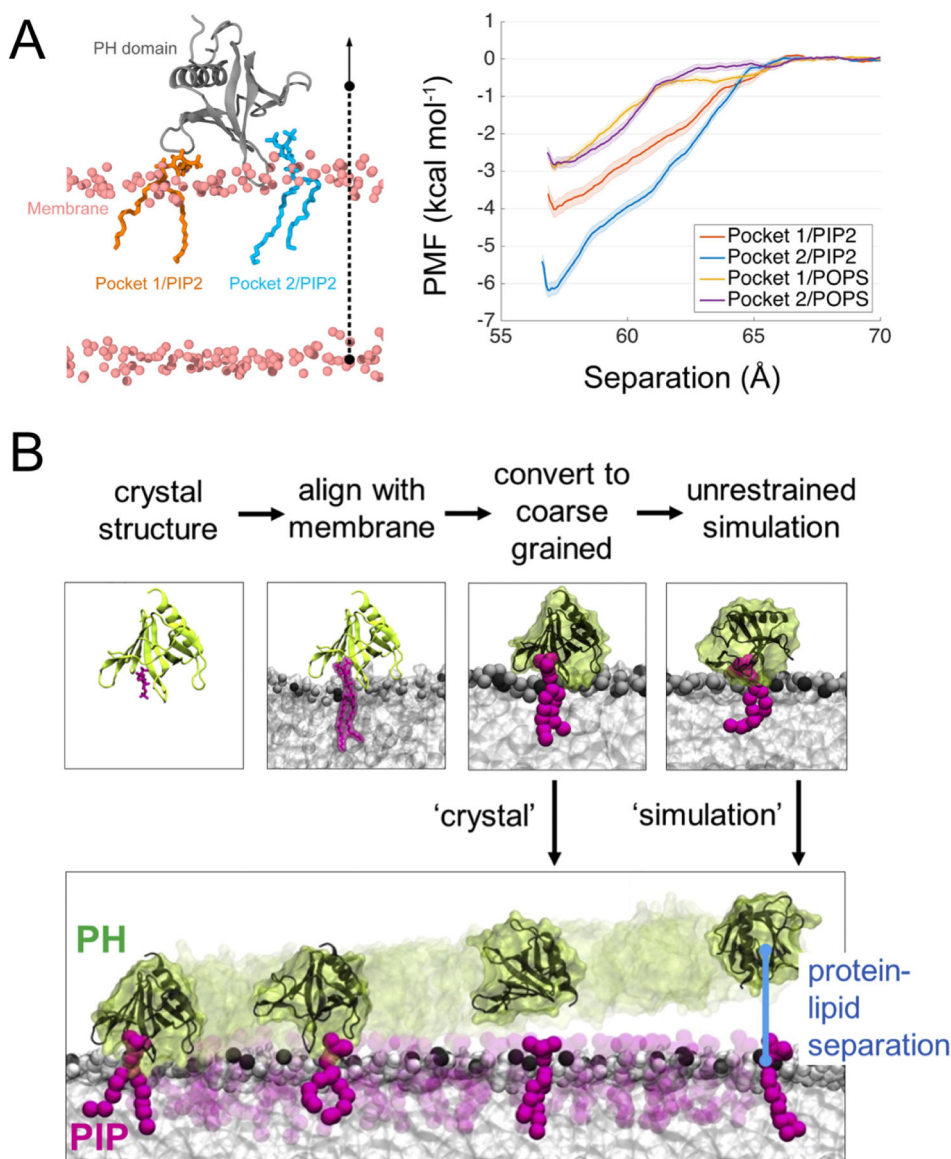 A
PH domain
Membrane
Pocket 1/PIP2
Pocket 2/PIP2
PMF (kcal mol⁻¹)
1
0
-1
-2
-3
-4
-5
-6
-7
55
60
65
70
Separation (Å)
Pocket 1/PIP2
Pocket 2/PIP2
Pocket 1/POPS
Pocket 2/POPS
B
crystal
structure
align with
membrane
convert to
coarse
grained
unrestrained
simulation
‘crystal’
‘simulation’
PH
PIP
protein-
lipid
separation